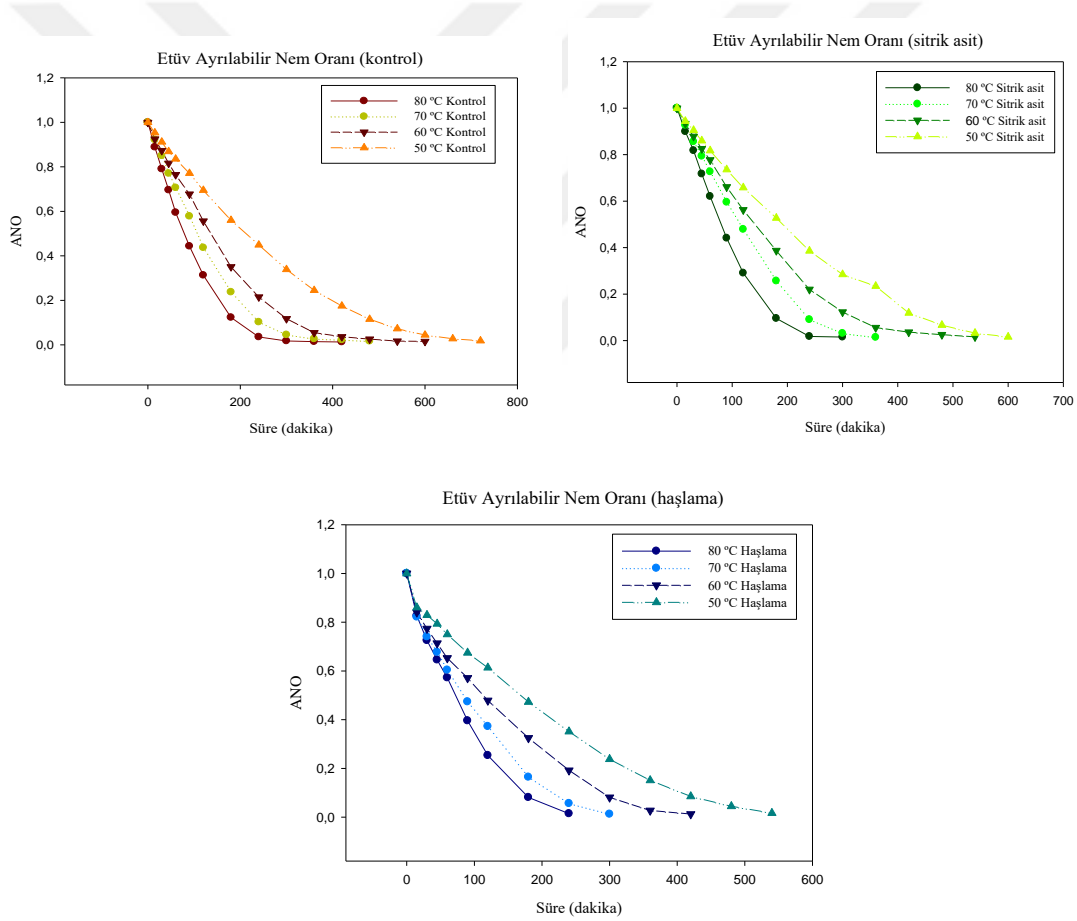 Etüv Ayrılabilir Nem Oranı (kontrol)
1,2
1,0
0,8
0,6
0,4
0,2
0,0
ANO
80 ºC Kontrol
70 ºC Kontrol
60 ºC Kontrol
50 ºC Kontrol
0 200 400 600 800
Süre (dakika)
Etüv Ayrılabilir Nem Oranı (sitrik asit)
1,2
1,0
0,8
0,6
0,4
0,2
0,0
ANO
80 ºC Sitrik asit
70 ºC Sitrik asit
60 ºC Sitrik asit
50 ºC Sitrik asit
0 100 200 300 400 500 600 700
Süre (dakika)
Etüv Ayrılabilir Nem Oranı (haşlama)
1,2
1,0
0,8
0,6
0,4
0,2
0,0
ANO
80 ºC Haşlama
70 ºC Haşlama
60 ºC Haşlama
50 ºC Haşlama
0 100 200 300 400 500 600
Süre (dakika)